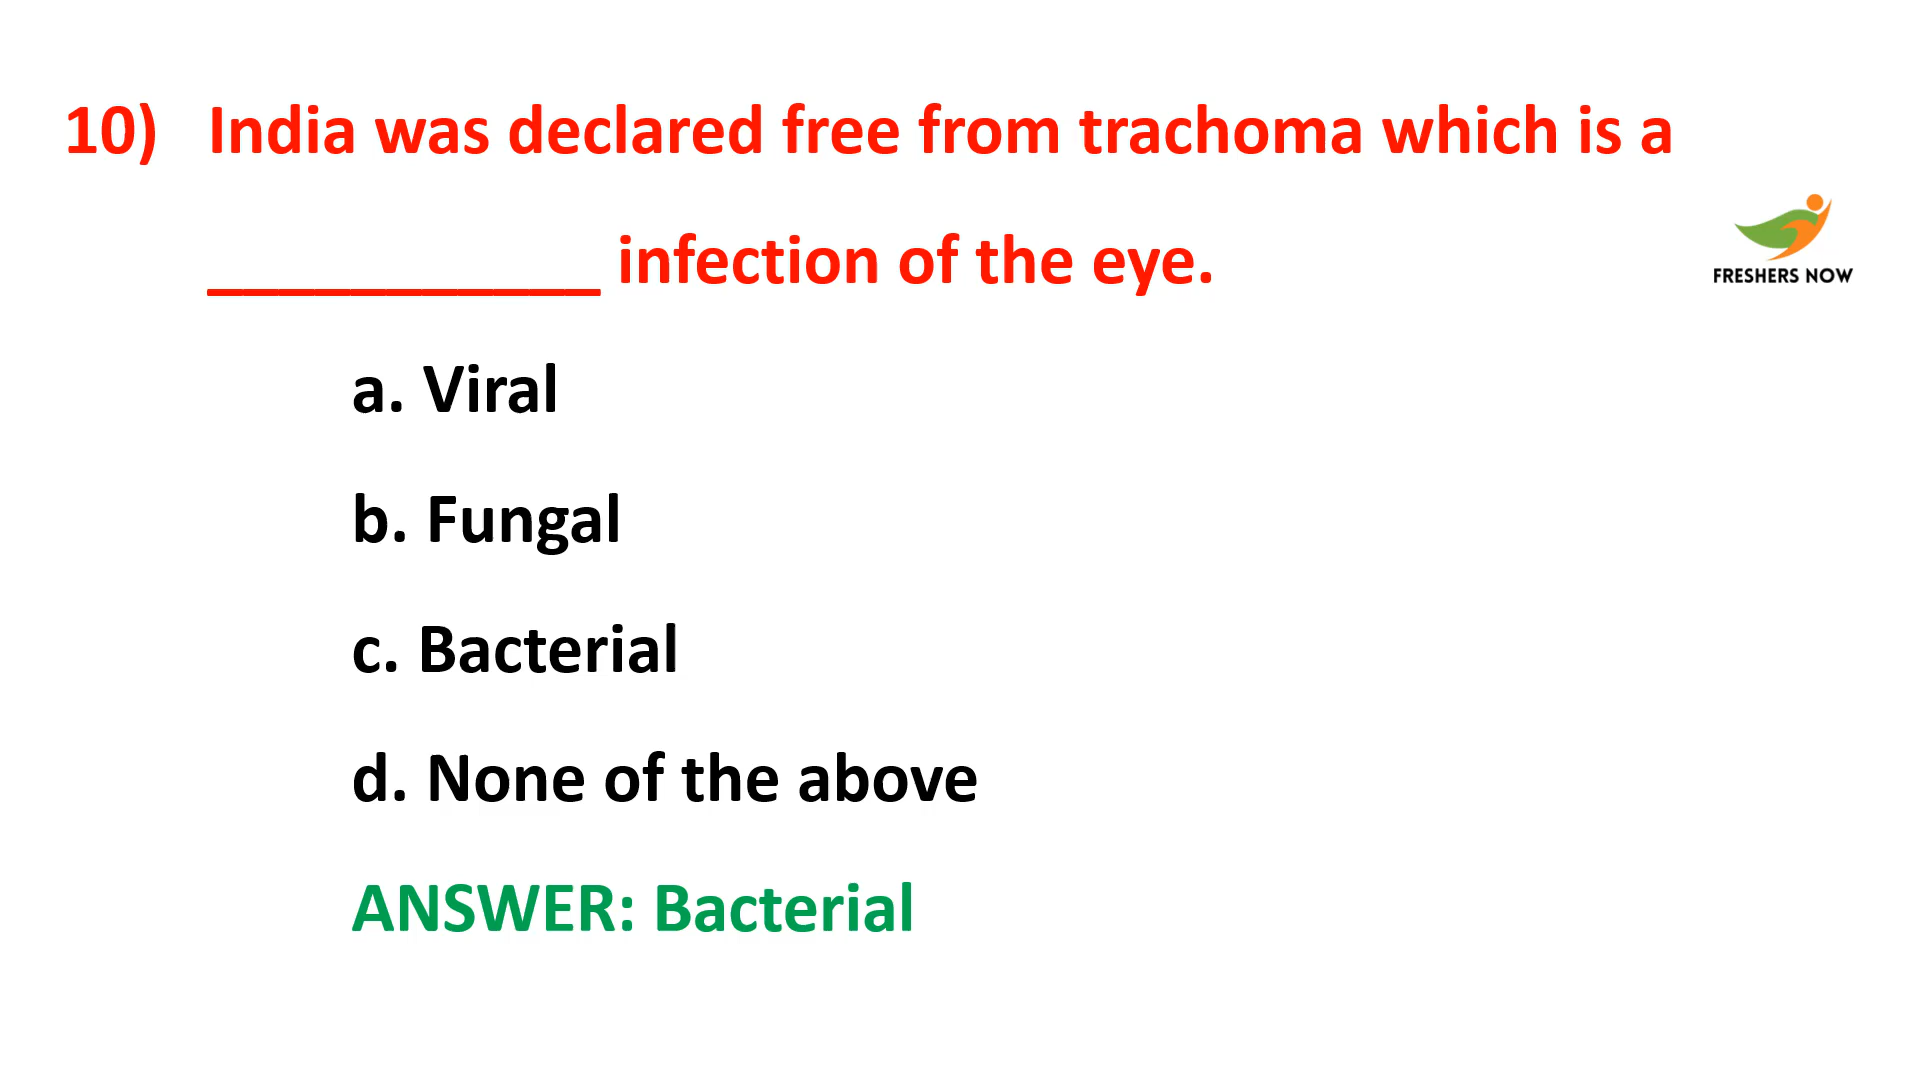 10) India was declared free from trachoma which is a
___________ infection of the eye.
FRESHERS NOW
a. Viral
b. Fungal
c. Bacterial
d. None of the above
ANSWER: Bacterial